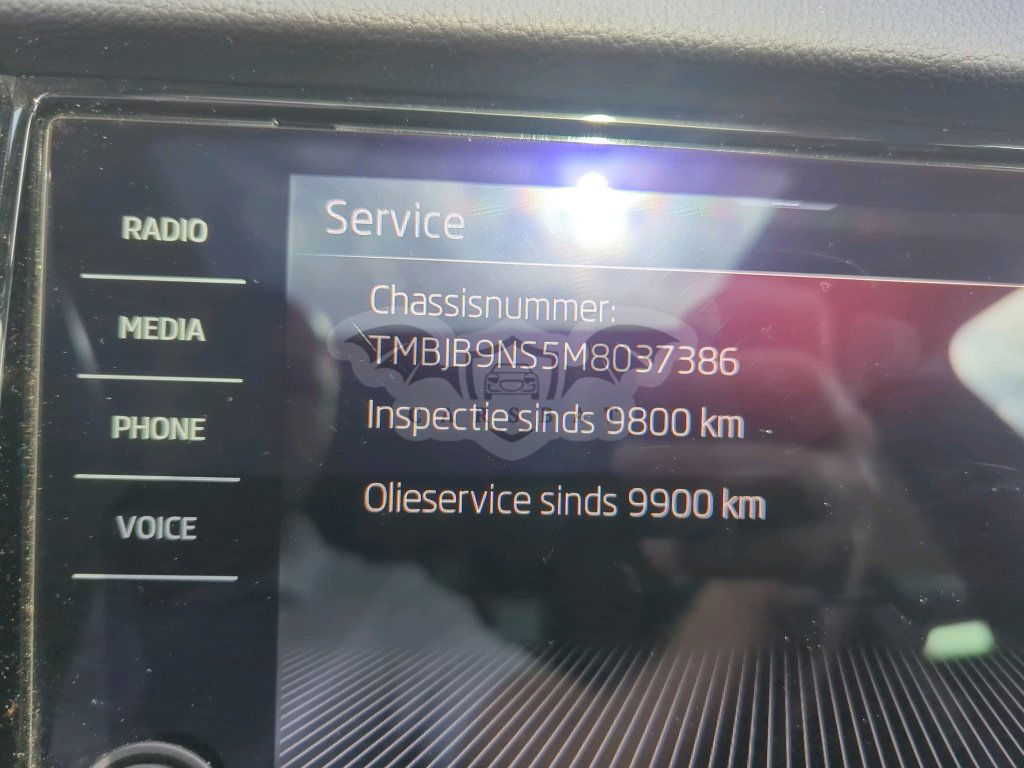 RADIO
MEDIA
PHONE
VOICE
Service
Chassisnummer:
TMBJB9NS5M8037386
Inspectie sinds 9800 km
Olieservice sinds 9900 km